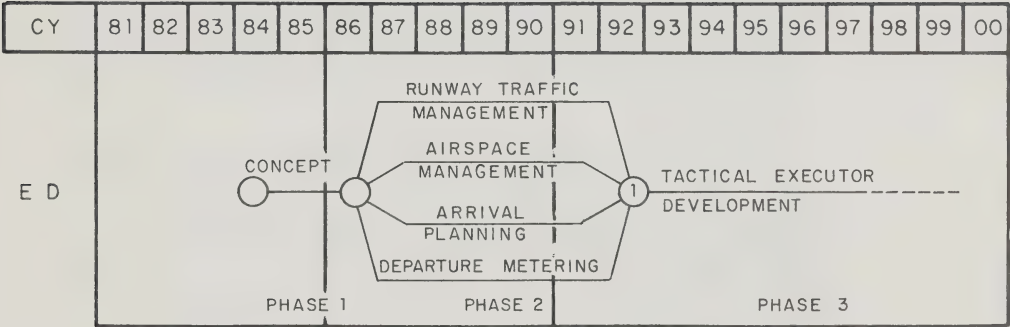 CY 81 82 83 84 85 86 87 88 89 90 91 92 93 94 95 96 97 98 99 00
RUNWAY TRAFFIC
MANAGEMENT
CONCEPT
AIRSPACE
MANAGEMENT
ED
1
TACTICAL EXECUTOR
DEVELOPMENT
ARRIVAL
PLANNING
DEPARTURE METERING
PHASE 1 PHASE 2 PHASE 3